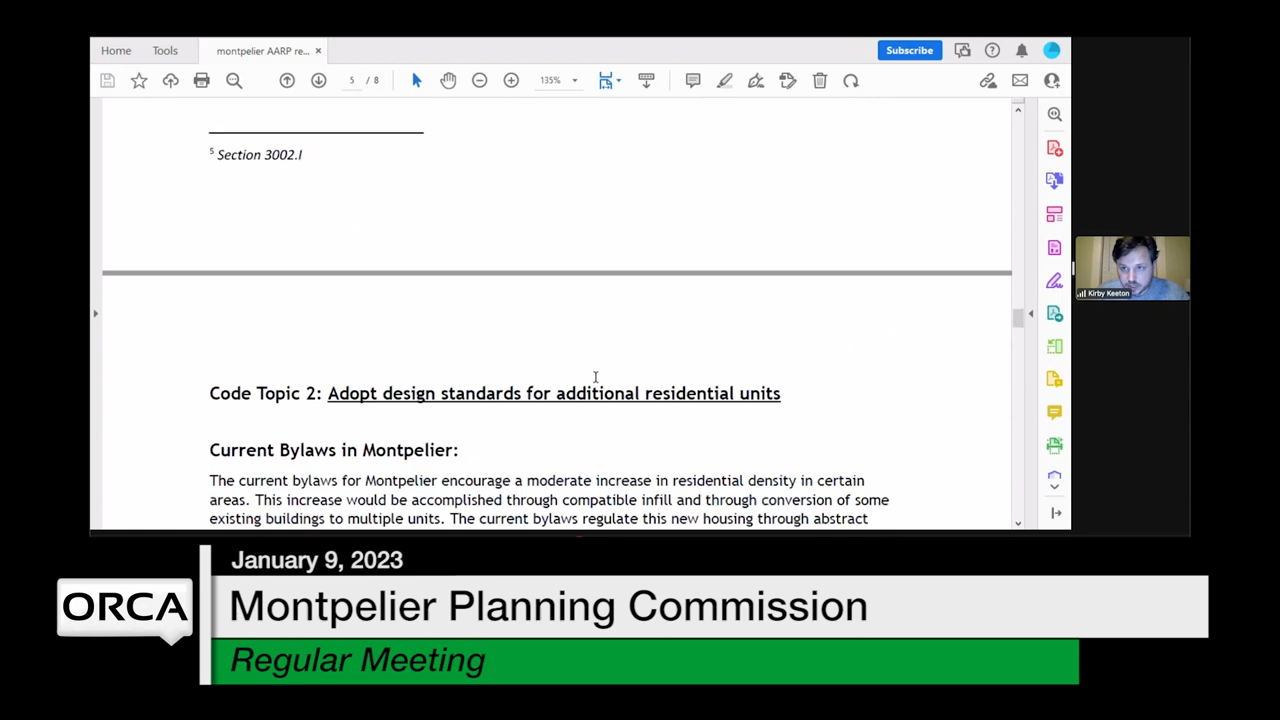 Home Tools montpelier AARP re... × Subscribe
5 / 8 135%
5 Section 3002.I
Kirby Keeton
Code Topic 2: Adopt design standards for additional residential units
Current Bylaws in Montpelier:
The current bylaws for Montpelier encourage a moderate increase in residential density in certain
areas. This increase would be accomplished through compatible infill and through conversion of some
existing buildings to multiple units. The current bylaws regulate this new housing through abstract
January 9, 2023
ORCA
Montpelier Planning Commission
Regular Meeting